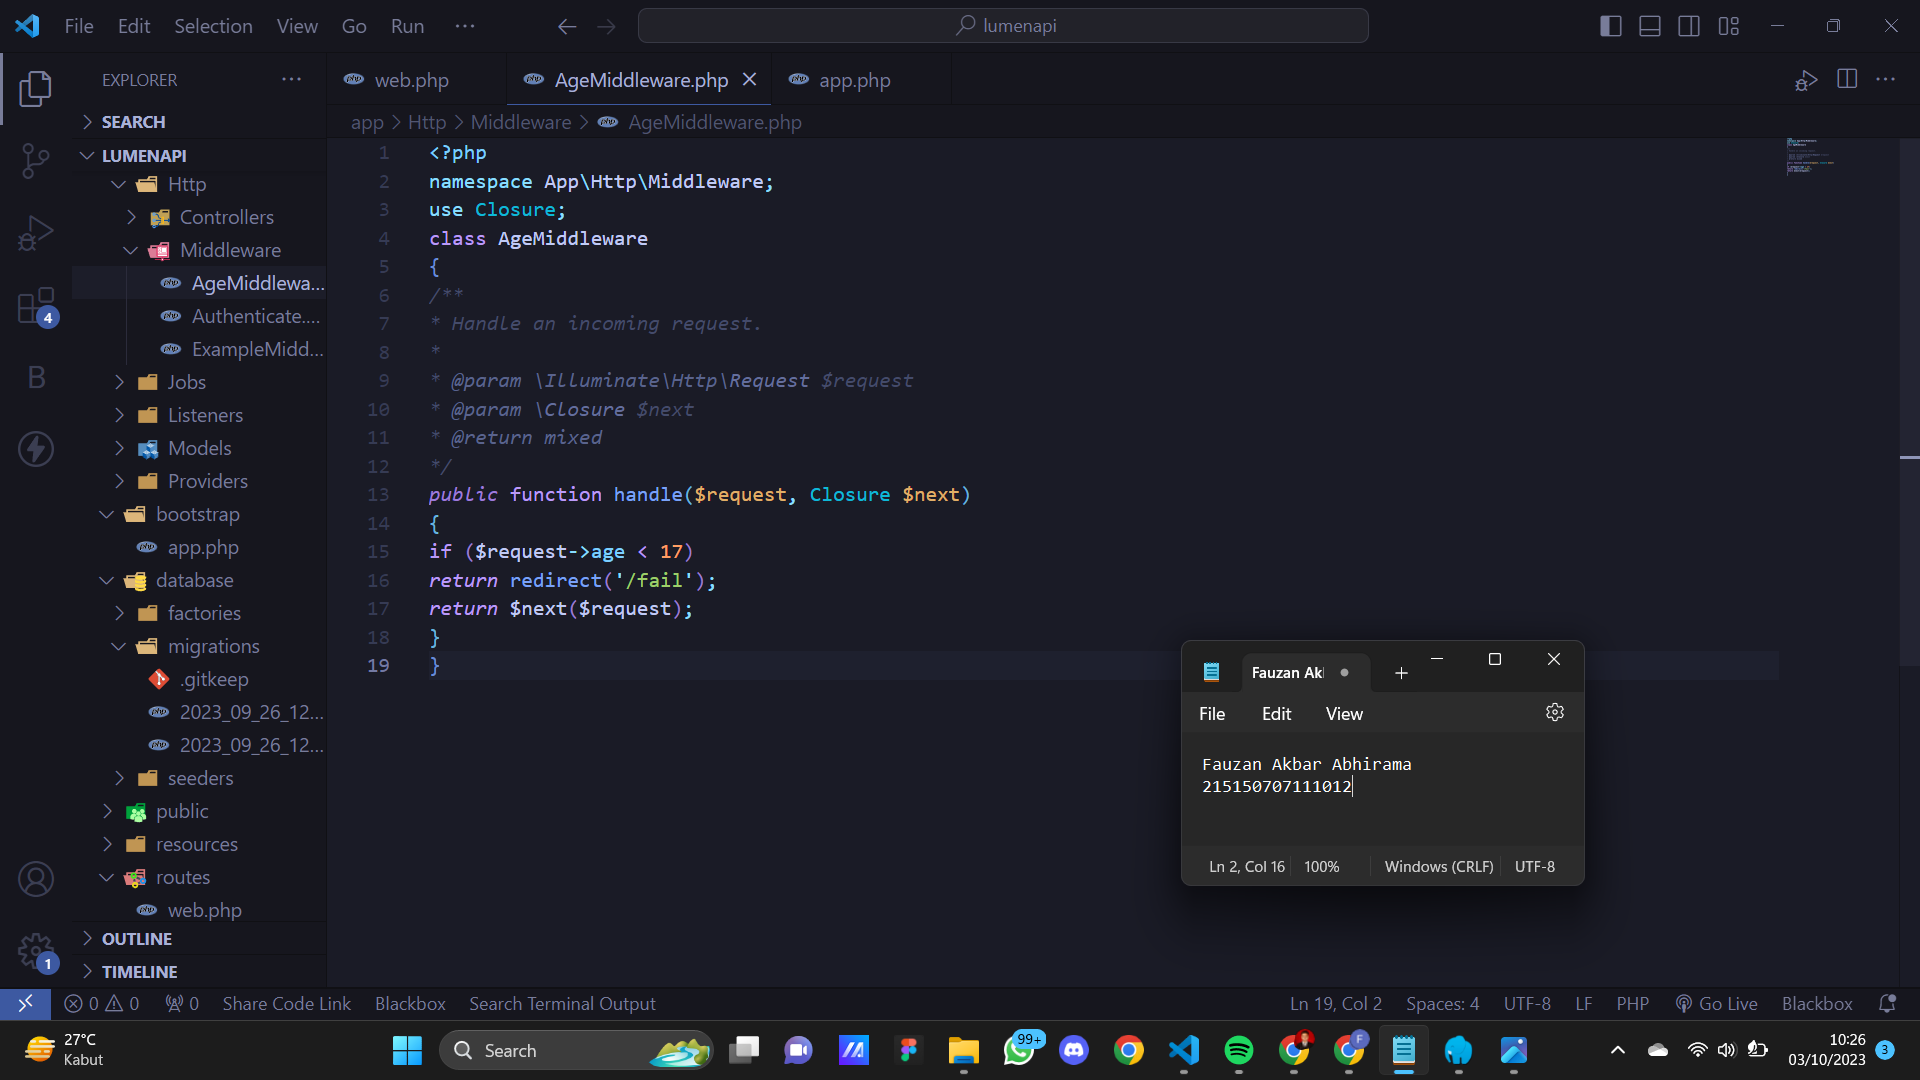 File Edit Selection View Go Run ···
lumenapi
EXPLORER ···
SEARCH
LUMENAPI
Http
Controllers
Middleware
AgeMiddlewa...
Authenticate....
ExampleMidd...
Jobs
Listeners
Models
Providers
bootstrap
app.php
database
factories
migrations
.gitkeep
2023_09_26_12...
2023_09_26_12...
seeders
public
resources
routes
web.php
OUTLINE
TIMELINE
4
B
1
web.php AgeMiddleware.php app.php
app > Http > Middleware > AgeMiddleware.php
1 <?php
2 namespace App\Http\Middleware;
3 use Closure;
4 class AgeMiddleware
5 {
6 /**
7 * Handle an incoming request.
8 *
9 * @param \Illuminate\Http\Request $request
10 * @param \Closure $next
11 * @return mixed
12 */
13 public function handle($request, Closure $next)
14 {
15 if ($request->age < 17)
16 return redirect('/fail');
17 return $next($request);
18 }
19 }
Fauzan Ak
File Edit View
Fauzan Akbar Abhirama
215150707111012
Ln 2, Col 16 100% Windows (CRLF) UTF-8
0 0 0 Share Code Link Blackbox Search Terminal Output
Ln 19, Col 2 Spaces: 4 UTF-8 LF PHP Go Live Blackbox
27°C
Kabut
Search
99+
F
10:26
03/10/2023
3